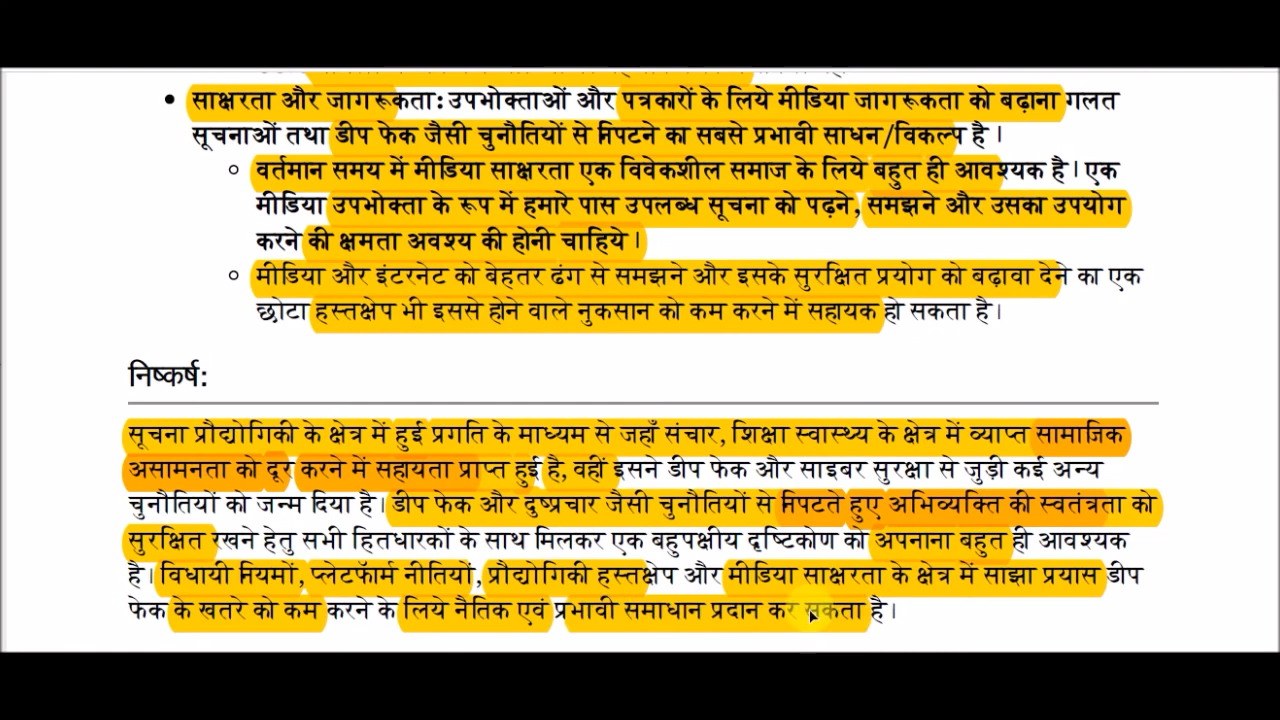 साक्षरता और जागरूकता: उपभोक्ताओं और पत्रकारों के लिये मीडिया जागरूकता को बढ़ाना गलत
सूचनाओं तथा डीप फेक जैसी चुनौतियों से निपटने का सबसे प्रभावी साधन/विकल्प है।
वर्तमान समय में मीडिया साक्षरता एक विवेकशील समाज के लिये बहुत ही आवश्यक है। एक
मीडिया उपभोक्ता के रूप में हमारे पास उपलब्ध सूचना को पढ़ने, समझने और उसका उपयोग
करने की क्षमता अवश्य की होनी चाहिये।
मीडिया और इंटरनेट को बेहतर ढंग से समझने और इसके सुरक्षित प्रयोग को बढ़ावा देने का एक
छोटा हस्तक्षेप भी इससे होने वाले नुकसान को कम करने में सहायक हो सकता है।
निष्कर्ष:
सूचना प्रौद्योगिकी के क्षेत्र में हुई प्रगति के माध्यम से जहाँ संचार, शिक्षा स्वास्थ्य के क्षेत्र में व्याप्त सामाजिक
असामनता को दूर करने में सहायता प्राप्त हुई है, वहीं इसने डीप फेक और साइबर सुरक्षा से जुड़ी कई अन्य
चुनौतियों को जन्म दिया है। डीप फेक और दुष्प्रचार जैसी चुनौतियों से निपटते हुए अभिव्यक्ति की स्वतंत्रता को
सुरक्षित रखने हेतु सभी हितधारकों के साथ मिलकर एक बहुपक्षीय दृष्टिकोण को अपनाना बहुत ही आवश्यक
है। विधायी नियमों, प्लेटफॉर्म नीतियों, प्रौद्योगिकी हस्तक्षेप और मीडिया साक्षरता के क्षेत्र में साझा प्रयास डीप
फेक के खतरे को कम करने के लिये नैतिक एवं प्रभावी समाधान प्रदान कर सकता है।